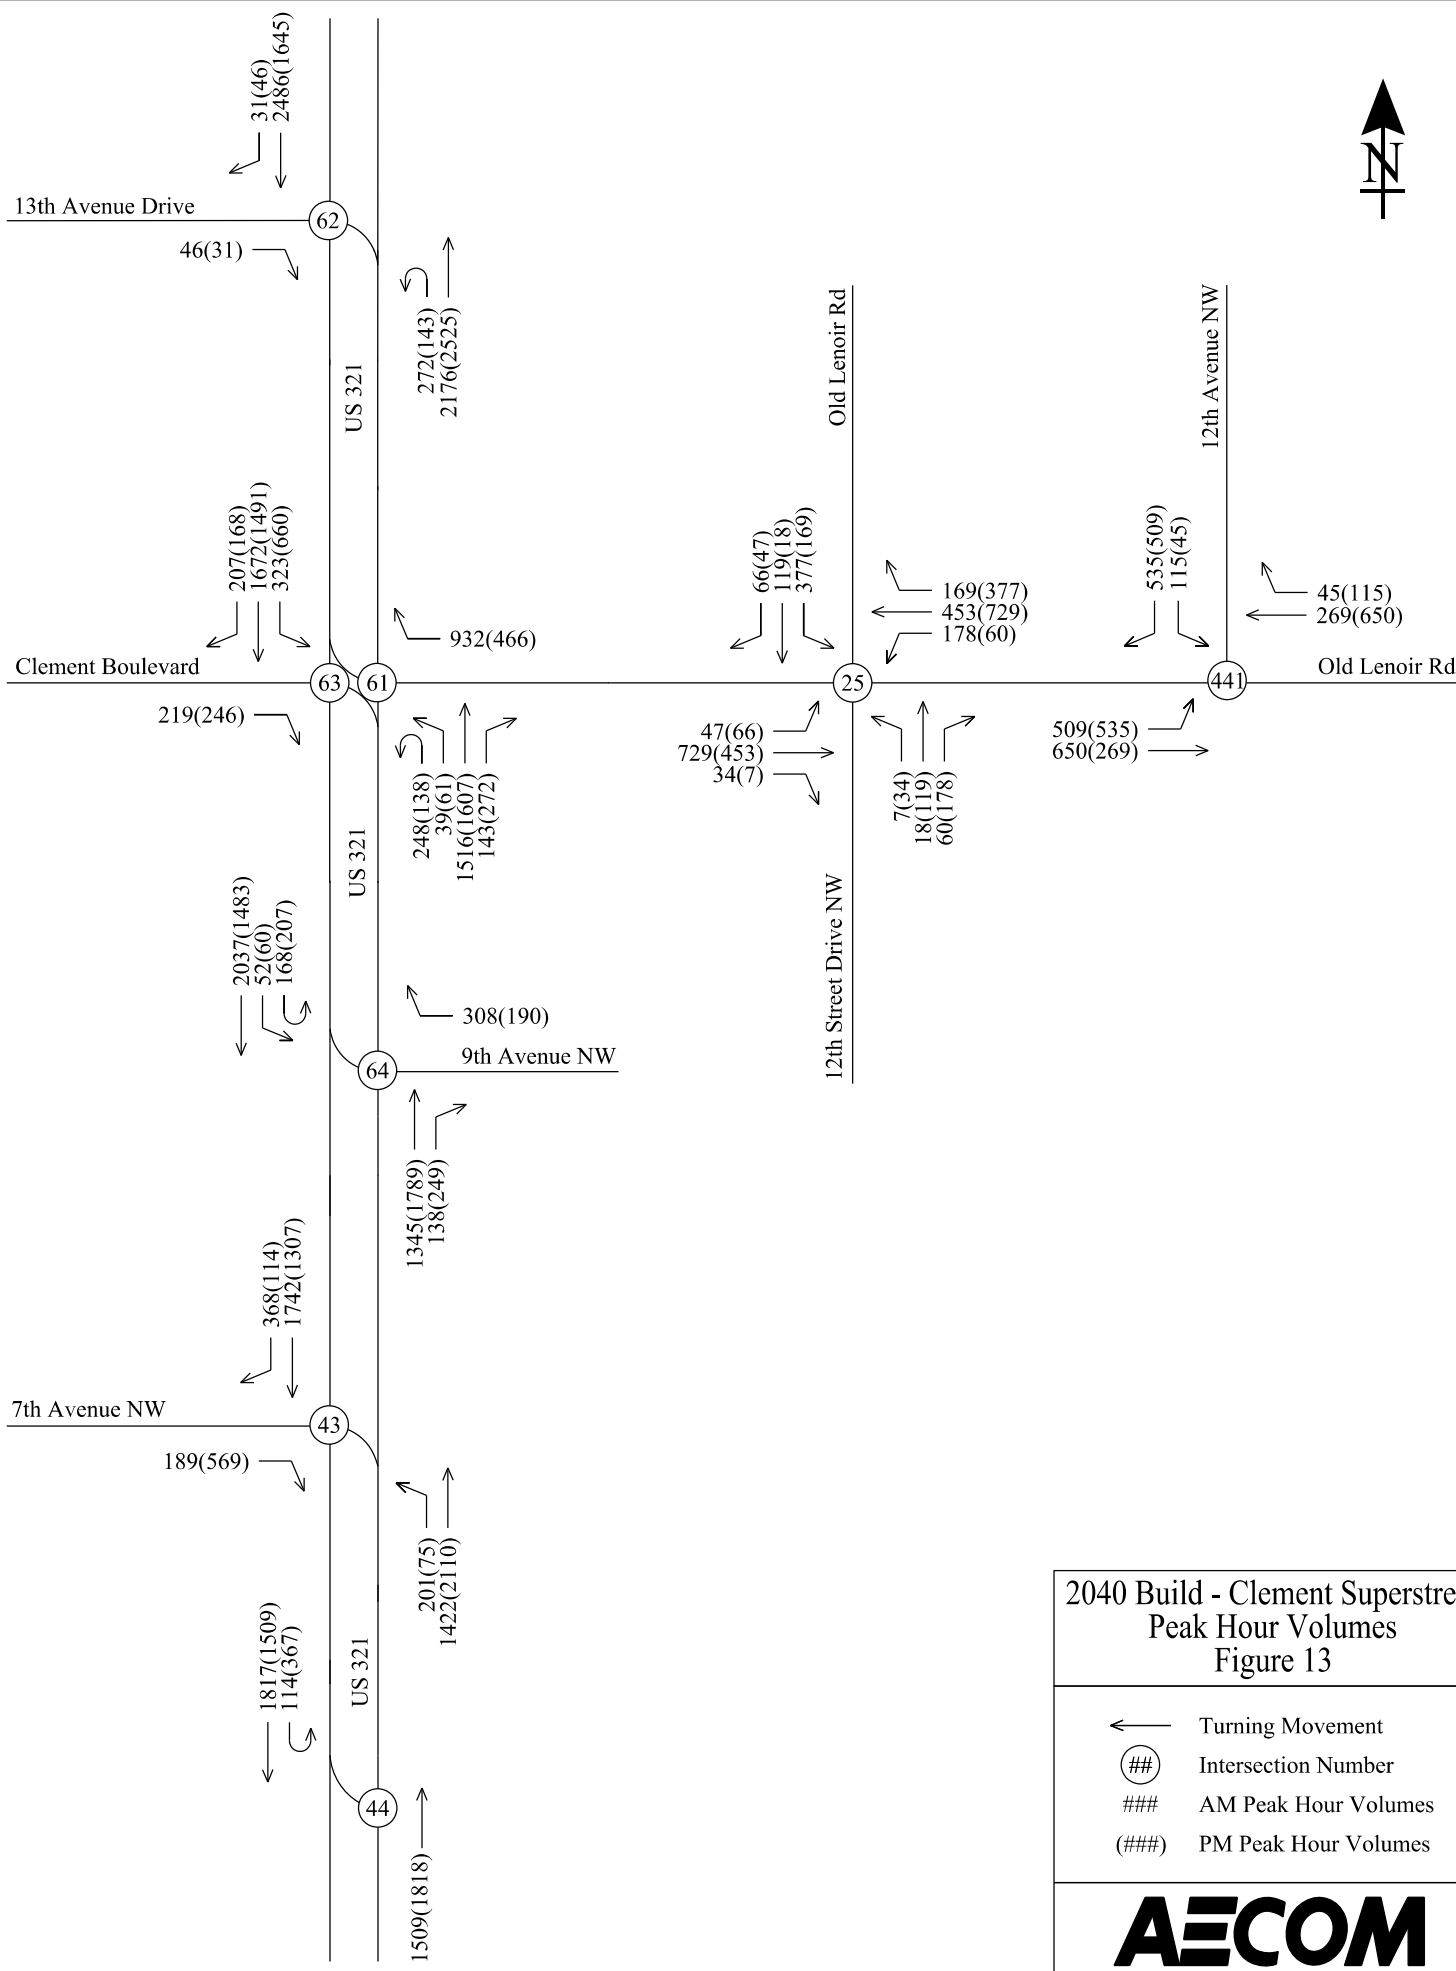 31(46)
2486(1645)
N
13th Avenue Drive
62
46(31)
272(143)
2176(2525)
US 321
Old Lenoir Rd
12th Avenue NW
207(168)
1672(1491)
323(660)
66(47)
119(18)
377(169)
535(509)
115(45)
169(377)
453(729)
178(60)
45(115)
269(650)
932(466)
Clement Boulevard
63
61
25
441
Old Lenoir Rd
219(246)
47(66)
729(453)
34(7)
509(535)
650(269)
248(138)
39(61)
1516(1607)
143(272)
7(34)
18(119)
60(178)
US 321
12th Street Drive NW
2037(1483)
52(60)
168(207)
308(190)
9th Avenue NW
64
1345(1789)
138(249)
368(114)
1742(1307)
7th Avenue NW
43
189(569)
201(75)
1422(2110)
US 321
1817(1509)
114(367)
44
1509(1818)
2040 Build - Clement Superstre
Peak Hour Volumes
Figure 13
Turning Movement
## Intersection Number
### AM Peak Hour Volumes
(###) PM Peak Hour Volumes
AECOM